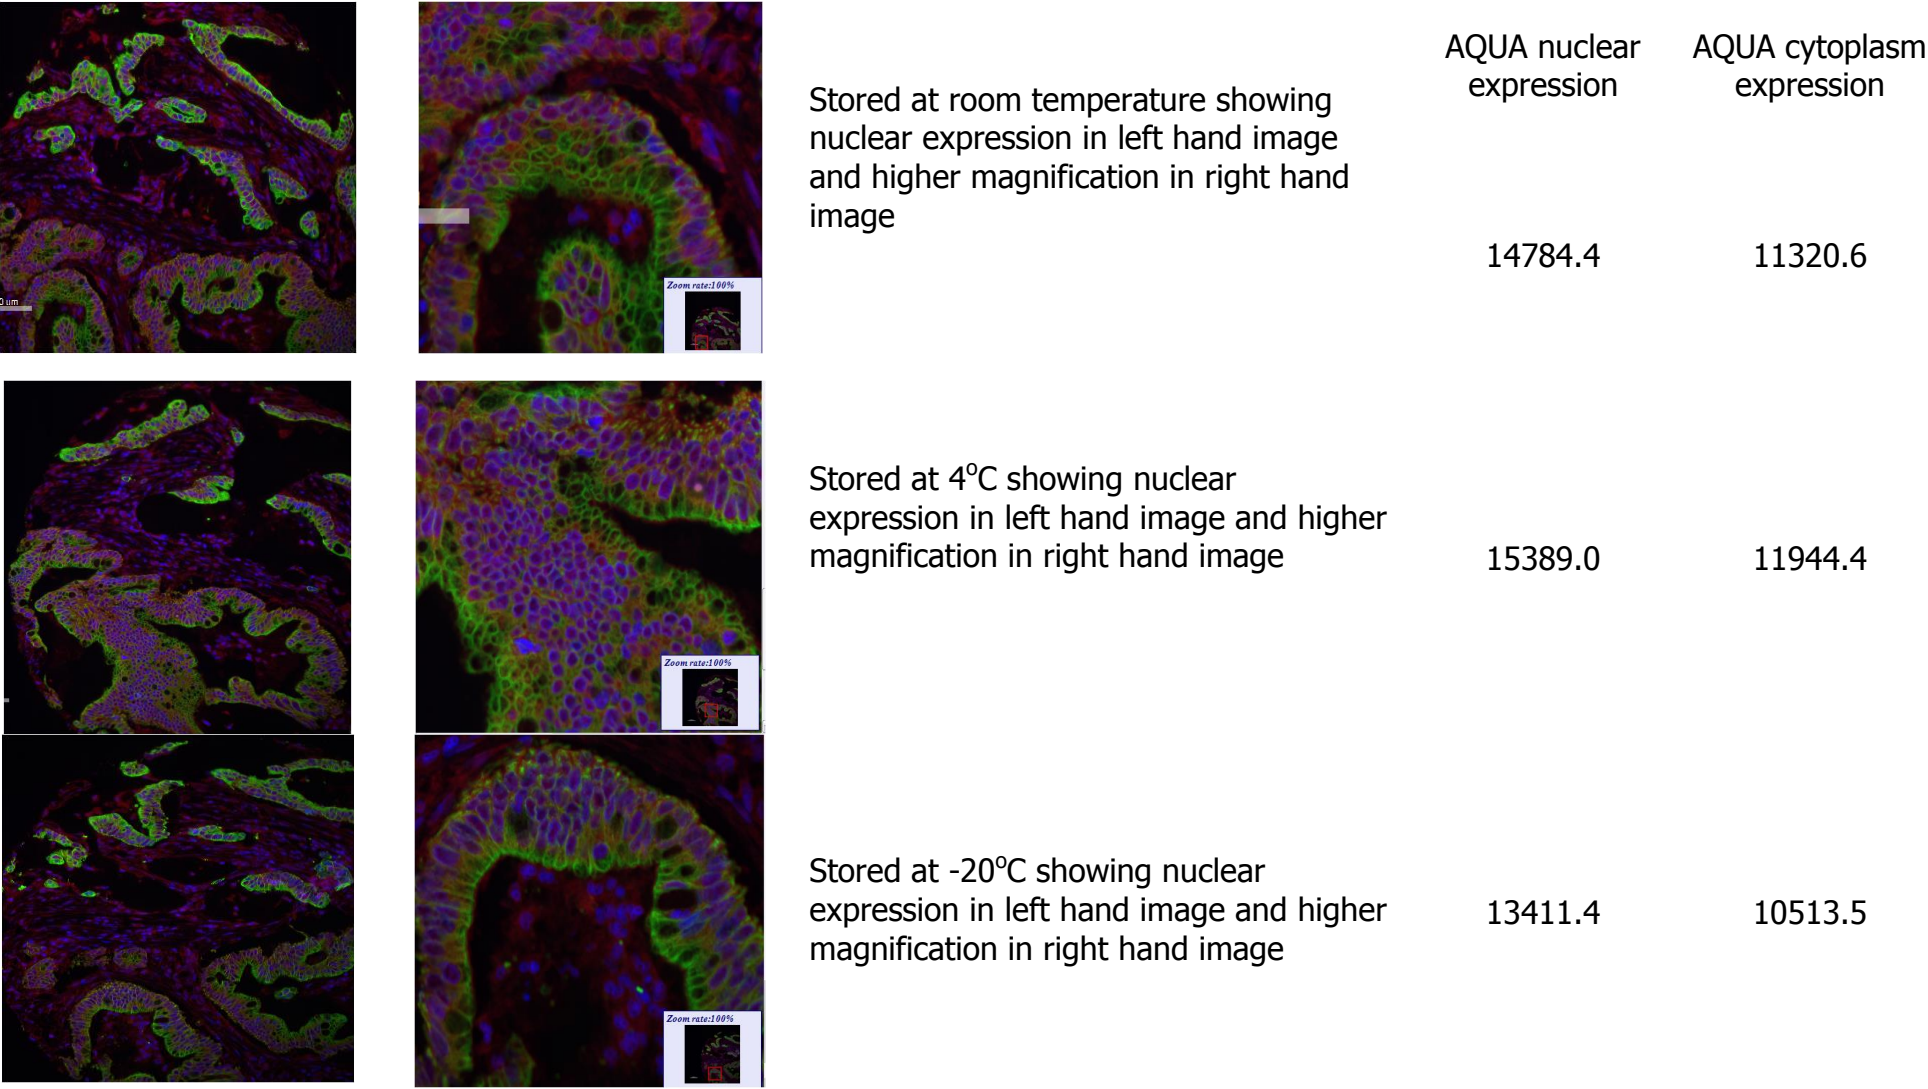 AQUA nuclear
expression
AQUA cytoplasm
expression
Stored at room temperature showing
nuclear expression in left hand image
and higher magnification in right hand
image
14784.4
11320.6
0 um
Zoom rate:100%
Stored at 4°C showing nuclear
expression in left hand image and higher
magnification in right hand image
15389.0
11944.4
Zoom rate:100%
Stored at -20°C showing nuclear
expression in left hand image and higher
magnification in right hand image
13411.4
10513.5
Zoom rate:100%